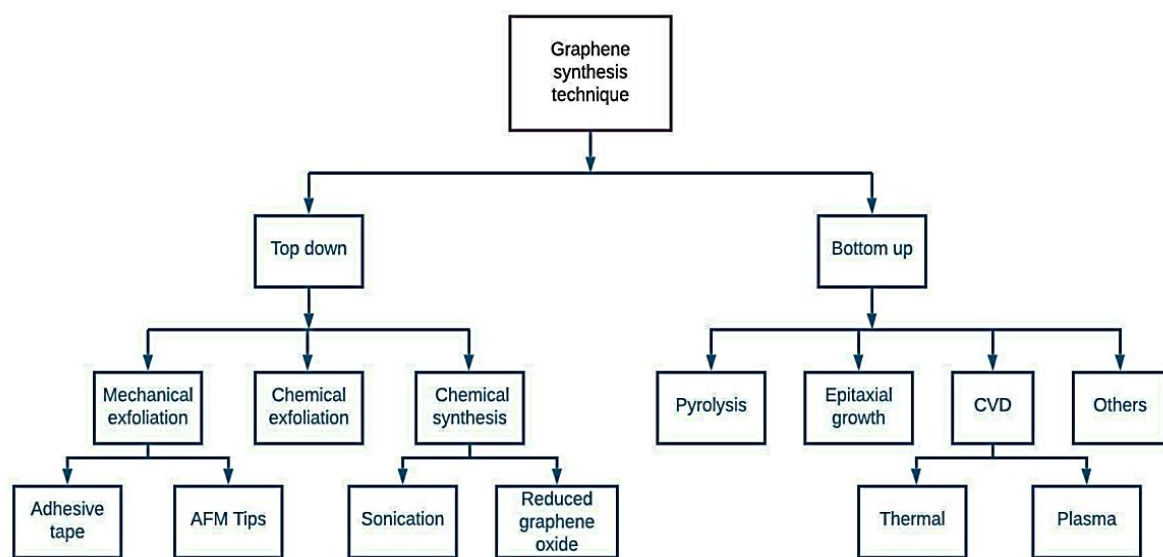 Graphene
synthesis
technique
Top down
Bottom up
Mechanical
exfoliation
Chemical
exfoliation
Chemical
synthesis
Pyrolysis
Epitaxial
growth
CVD
Others
Adhesive
tape
AFM Tips
Sonication
Reduced
graphene
oxide
Thermal
Plasma